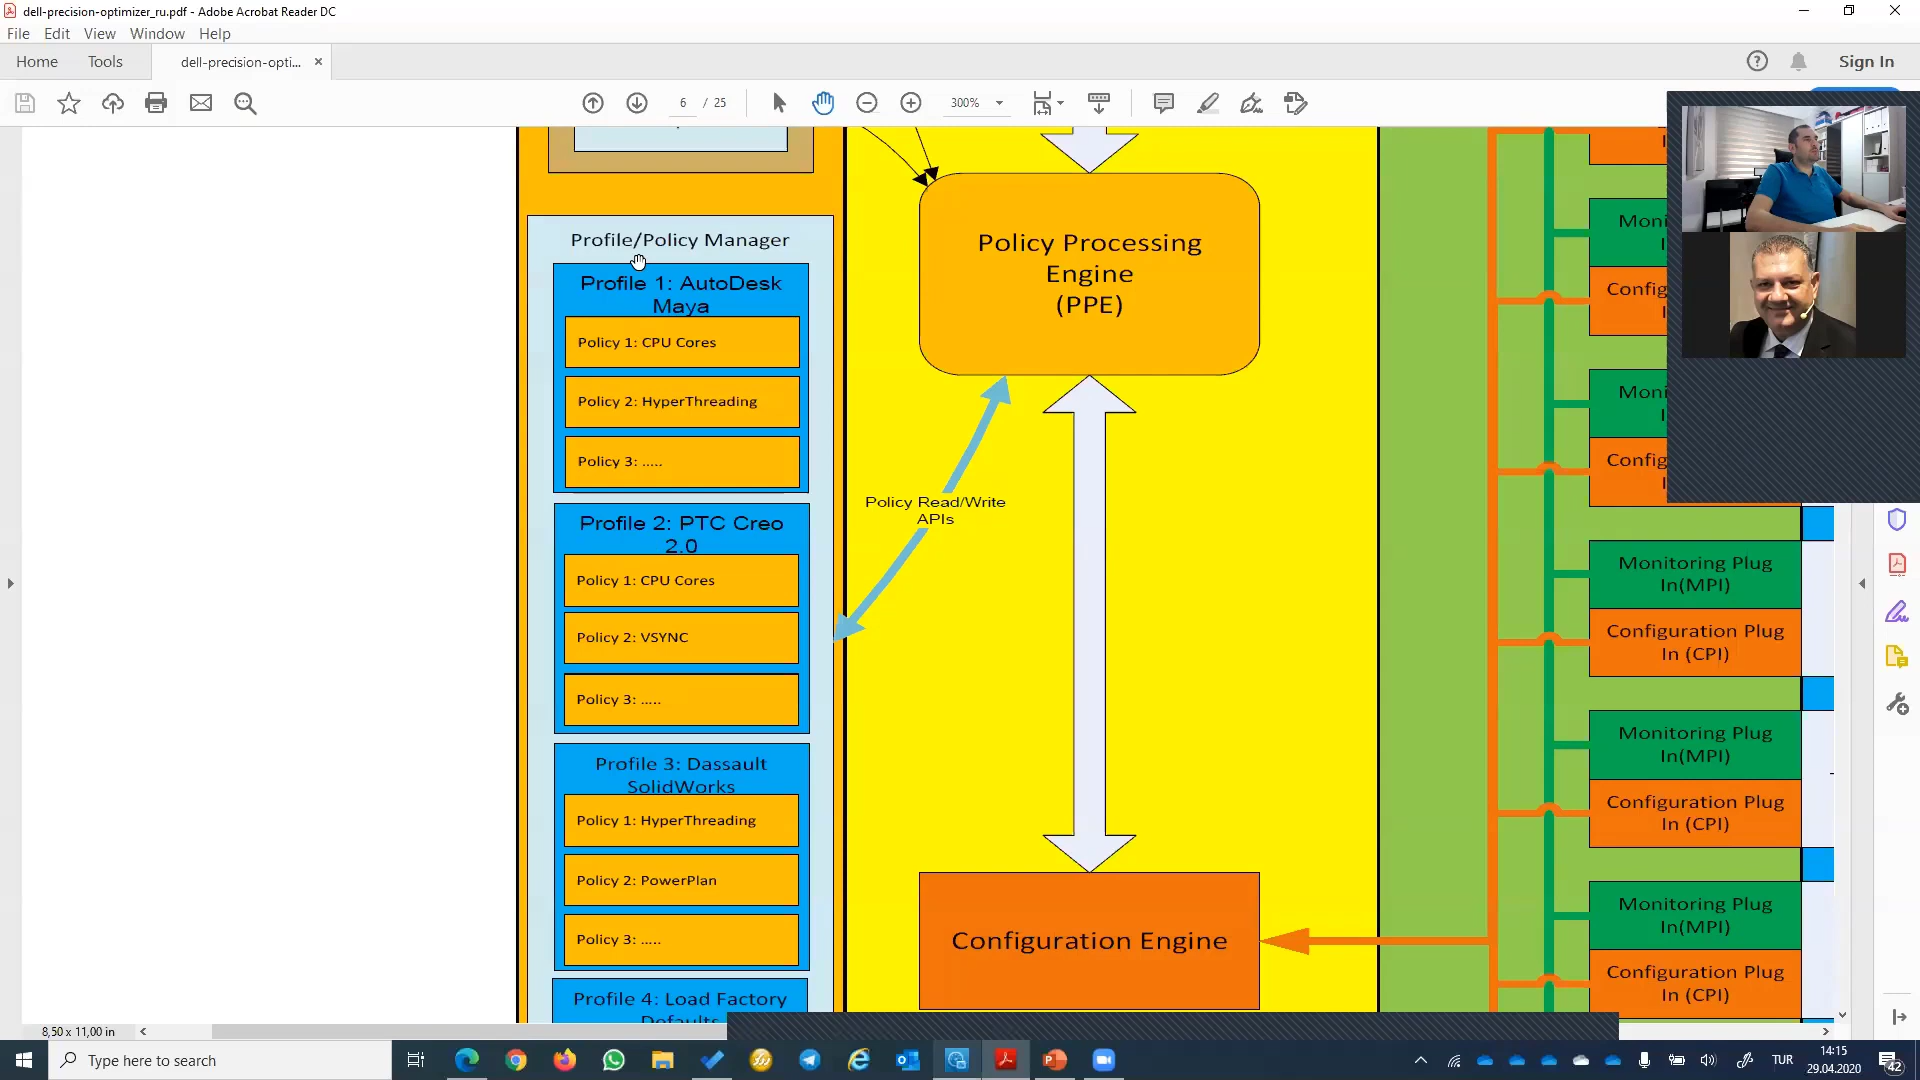 dell-precision-optimizer_ru.pdf - Adobe Acrobat Reader DC
File Edit View Window Help
Home Tools dell-precision-opti... ×
Sign In
6 / 25
300%
Profile/Policy Manager
Profile 1: AutoDesk
Maya
Policy 1: CPU Cores
Policy 2: HyperThreading
Policy 3: .....
Profile 2: PTC Creo
2.0
Policy 1: CPU Cores
Policy 2: VSYNC
Policy 3: .....
Profile 3: Dassault
SolidWorks
Policy 1: HyperThreading
Policy 2: PowerPlan
Policy 3: .....
Profile 4: Load Factory
Defaults
Policy Processing
Engine
(PPE)
Policy Read/Write
APIs
Configuration Engine
Moni
I
Config
I
Moni
I
Config
I
Monitoring Plug
In(MPI)
Configuration Plug
In (CPI)
Monitoring Plug
In(MPI)
Configuration Plug
In (CPI)
Monitoring Plug
In(MPI)
Configuration Plug
In (CPI)
8,50 x 11,00 in
Type here to search
TUR
14:15
29.04.2020
42